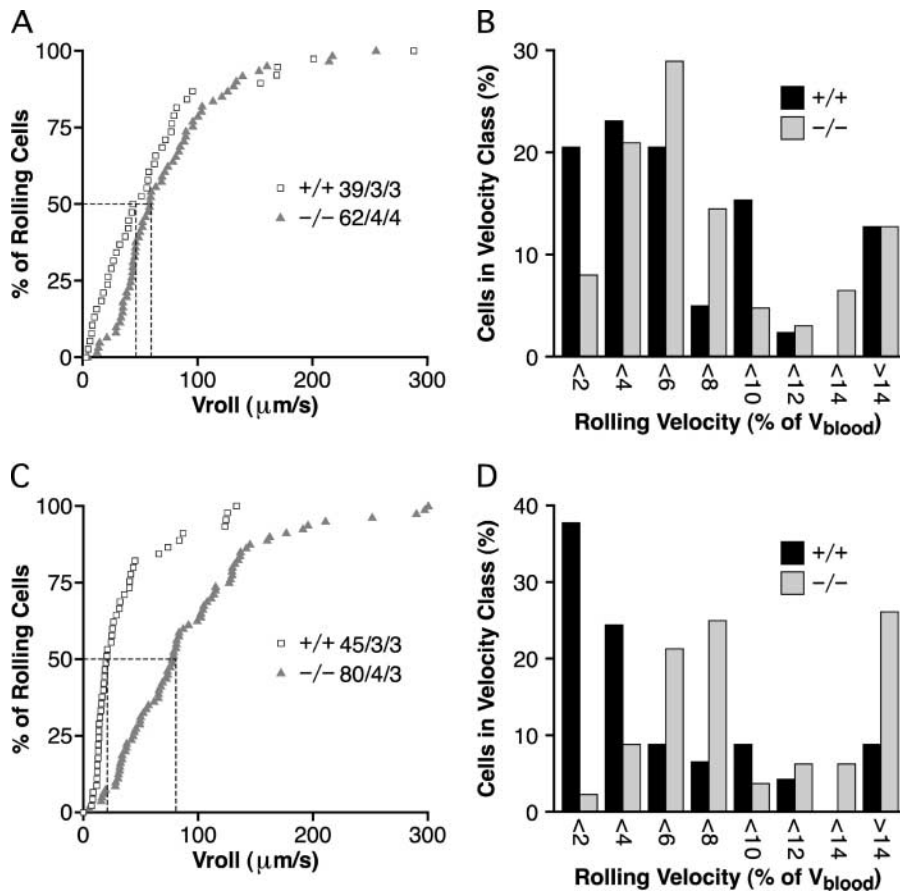 A
% of Rolling Cells
100
75
50
25
0
+/+ 39/3/3
−/− 62/4/4
0 100 200 300
Vroll (μm/s)
B
Cells in Velocity Class (%)
30
20
10
0
+/+
−/−
<2 <4 <6 <8 <10 <12 <14 >14
Rolling Velocity (% of Vblood)
C
% of Rolling Cells
100
75
50
25
0
+/+ 45/3/3
−/− 80/4/3
0 100 200 300
Vroll (μm/s)
D
Cells in Velocity Class (%)
40
30
20
10
0
+/+
−/−
<2 <4 <6 <8 <10 <12 <14 >14
Rolling Velocity (% of Vblood)